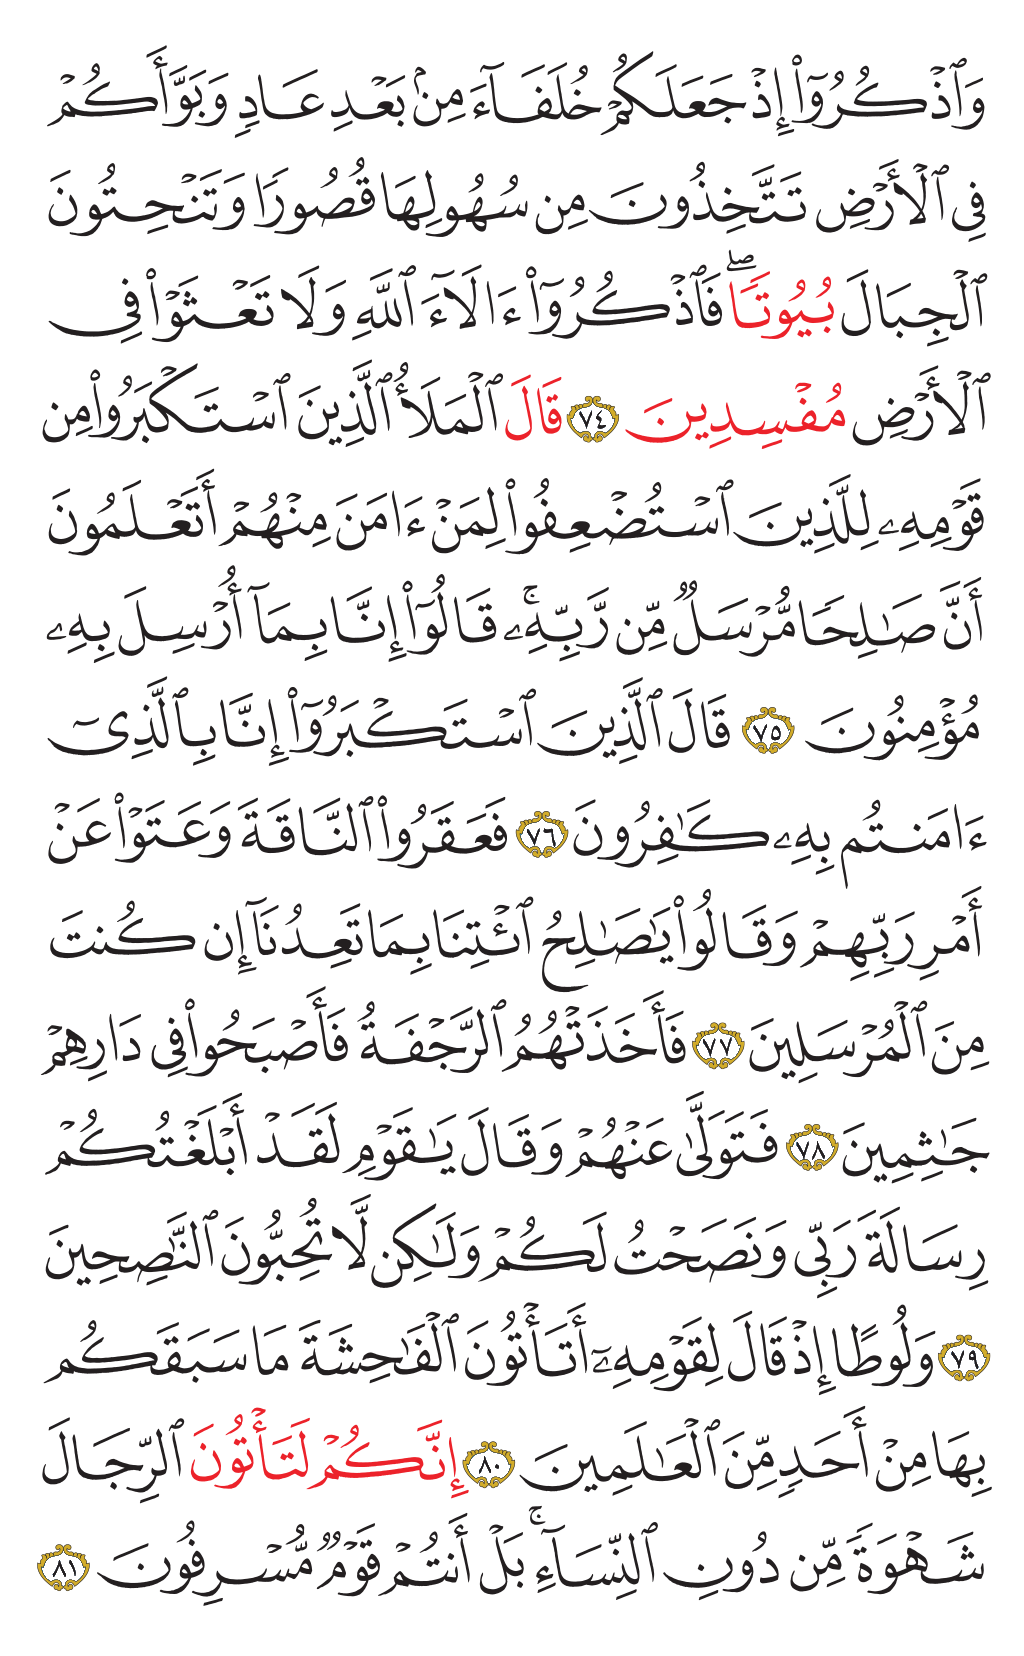 وَٱذْكُرُوٓا۟ إِذْ جَعَلَكُمْ خُلَفَآءَ مِنۢ بَعْدِ عَادٍ وَبَوَّأَكُمْ
فِى ٱلْأَرْضِ تَتَّخِذُونَ مِن سُهُولِهَا قُصُورًا وَتَنْحِتُونَ
ٱلْجِبَالَ بُيُوتًا ۖ فَٱذْكُرُوٓا۟ ءَالَآءَ ٱللَّهِ وَلَا تَعْثَوْا۟ فِى
ٱلْأَرْضِ مُفْسِدِينَ ٧٤ قَالَ ٱلْمَلَأُ ٱلَّذِينَ ٱسْتَكْبَرُوا۟ مِن
قَوْمِهِۦ لِلَّذِينَ ٱسْتُضْعِفُوا۟ لِمَنْ ءَامَنَ مِنْهُمْ أَتَعْلَمُونَ
أَنَّ صَـٰلِحًا مُّرْسَلٌ مِّن رَّبِّهِۦ ۚ قَالُوٓا۟ إِنَّا بِمَآ أُرْسِلَ بِهِۦ
مُؤْمِنُونَ ٧٥ قَالَ ٱلَّذِينَ ٱسْتَكْبَرُوٓا۟ إِنَّا بِٱلَّذِىٓ
ءَامَنتُم بِهِۦ كَـٰفِرُونَ ٧٦ فَعَقَرُوا۟ ٱلنَّاقَةَ وَعَتَوْا۟ عَنْ
أَمْرِ رَبِّهِمْ وَقَالُوا۟ يَـٰصَـٰلِحُ ٱئْتِنَا بِمَا تَعِدُنَآ إِن كُنتَ
مِنَ ٱلْمُرْسَلِينَ ٧٧ فَأَخَذَتْهُمُ ٱلرَّجْفَةُ فَأَصْبَحُوا۟ فِى دَارِهِمْ
جَـٰثِمِينَ ٧٨ فَتَوَلَّىٰ عَنْهُمْ وَقَالَ يَـٰقَوْمِ لَقَدْ أَبْلَغْتُكُمْ
رِسَالَةَ رَبِّى وَنَصَحْتُ لَكُمْ وَلَـٰكِن لَّا تُحِبُّونَ ٱلنَّـٰصِحِينَ
٧٩ وَلُوطًا إِذْ قَالَ لِقَوْمِهِۦٓ أَتَأْتُونَ ٱلْفَـٰحِشَةَ مَا سَبَقَكُم
بِهَا مِنْ أَحَدٍ مِّنَ ٱلْعَـٰلَمِينَ ٨٠ إِنَّكُمْ لَتَأْتُونَ ٱلرِّجَالَ
شَهْوَةً مِّن دُونِ ٱلنِّسَآءِ ۚ بَلْ أَنتُمْ قَوْمٌ مُّسْرِفُونَ ٨١